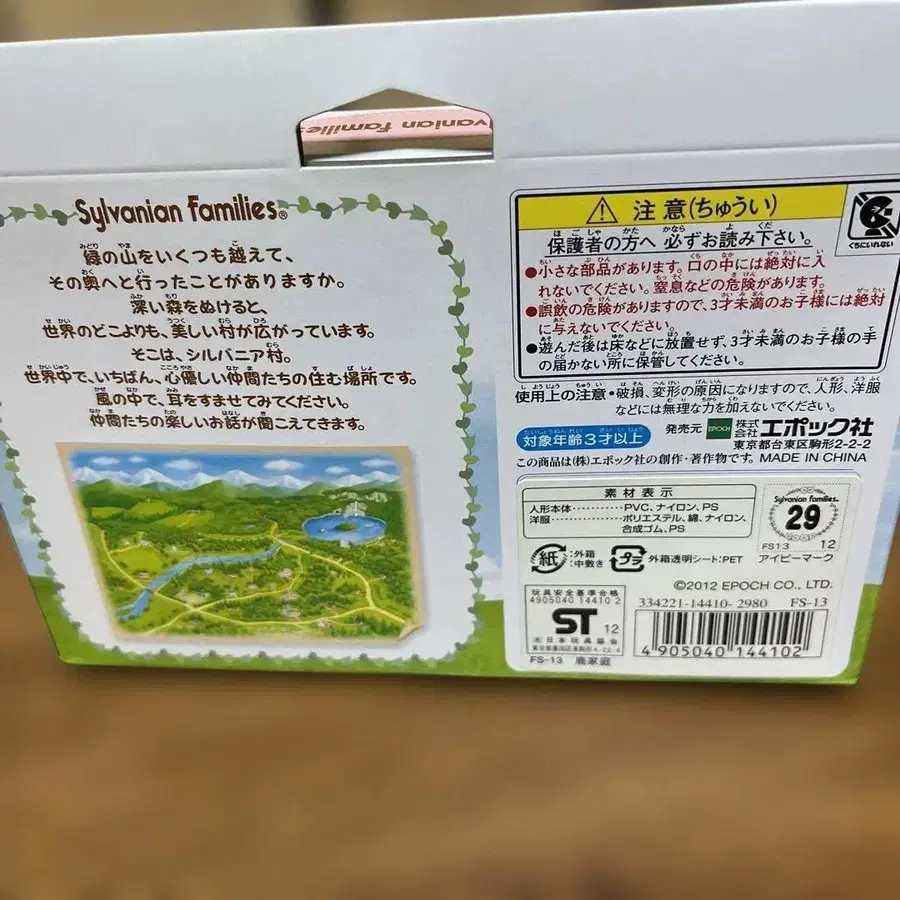 vanian Familie
Sylvanian Families®
緑の山をいくつも越えて、
その奥へと行ったことがありますか。
深い森をぬけると、
世界のどこよりも、美しい村が広がっています。
そこは、シルバニア村。
世界中で、いちばん、心優しい仲間たちの住む場所です。
風の中で、耳をすませてみてください。
仲間たちの楽しいお話が聞こえてきます。
注意(ちゅうい)
保護者の方へ 必ずお読み下さい。
●小さな部品があります。口の中には絶対に入
れないでください。窒息などの危険があります。
●誤飲の危険がありますので、3才未満のお子様には絶対
に与えないでください。
●遊んだ後は床などに放置せず、3才未満のお子様の手
の届かない所に保管してください。
くちにいれない
使用上の注意・破損、変形の原因になりますので、人形、洋服
などには無理な力を加えないでください。
対象年齢3才以上
発売元 EPOCH 株式会社エポック社
東京都台東区駒形2-2-2
この商品は(株)エポック社の創作・著作物です。MADE IN CHINA
素材表示
人形本体……PVC、ナイロン、PS
洋服……ポリエステル、綿、ナイロン、
合成ゴム、PS
紙:外箱
:中敷き
プラ 外箱透明シート:PET
Sylvanian Families®
29
FS13 12
アイビーマーク
©2012 EPOCH CO., LTD.
334221-14410-2980 FS-13
4 905040 144102
玩具安全基準合格
4905040 14410 2
ST 12
日本玩具協会
FS-13 鹿家庭